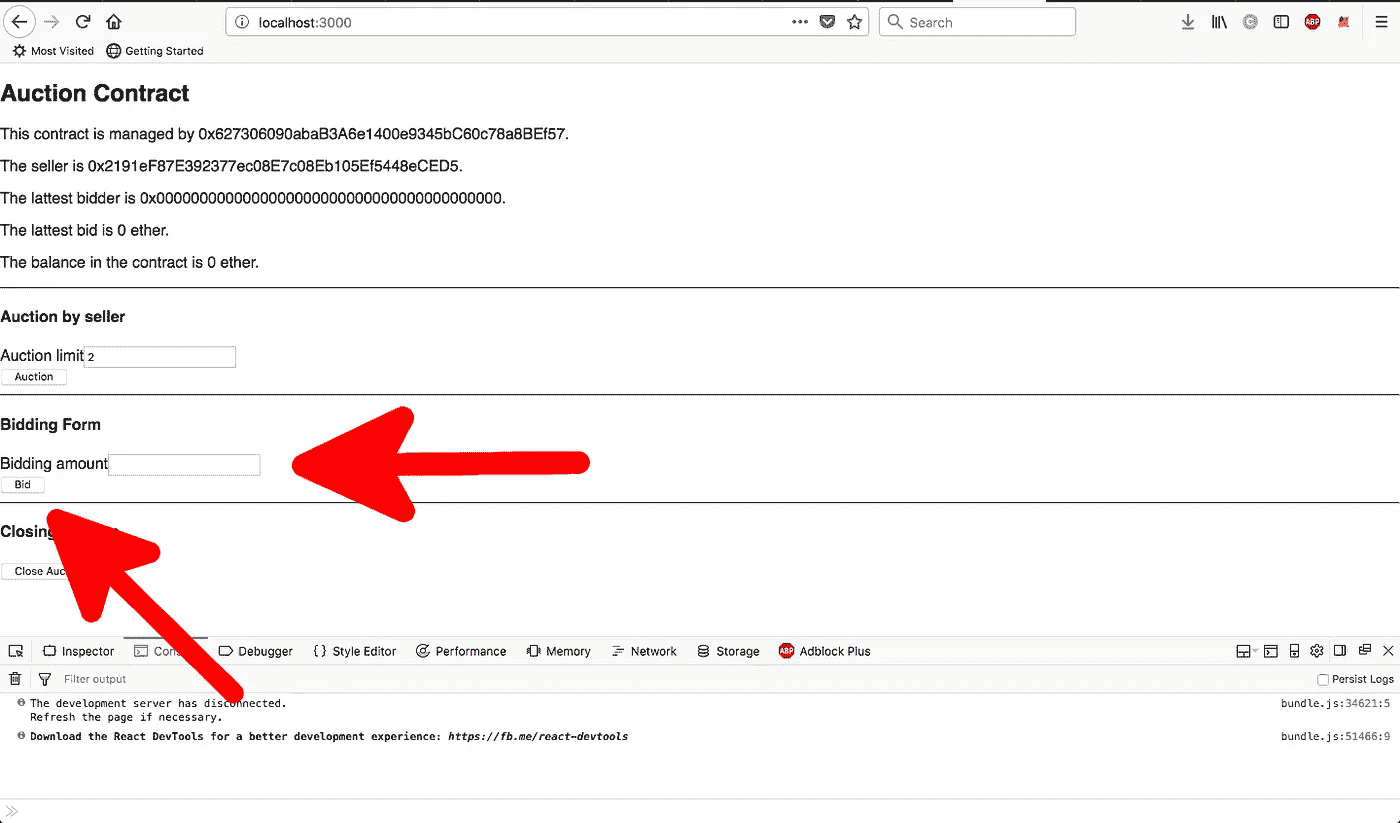 localhost:3000
Search
Most Visited
Getting Started
Auction Contract
This contract is managed by 0x627306090abaB3A6e1400e9345bC60c78a8BEf57.
The seller is 0x2191eF87E392377ec08E7c08Eb105Ef5448eCED5.
The lattest bidder is 0x0000000000000000000000000000000000000000.
The lattest bid is 0 ether.
The balance in the contract is 0 ether.
Auction by seller
Auction limit 2
Auction
Bidding Form
Bidding amount
Bid
Closing
Close
Inspector
Debugger
Style Editor
Performance
Memory
Network
Storage
ABP Adblock Plus
Filter output
Persist Logs
The development server has disconnected. bundle.js:34621:5
Refresh the page if necessary.
Download the React DevTools for a better development experience: https://fb.me/react-devtools bundle.js:51466:9